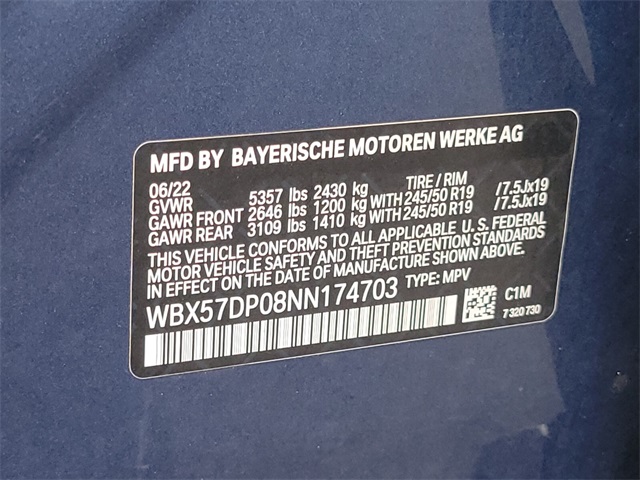 MFD BY BAYERISCHE MOTOREN WERKE AG
06/22 TIRE / RIM
GVWR 5357 lbs 2430 kg
GAWR FRONT 2646 lbs 1200 kg WITH 245/50 R19 /7.5Jx19
GAWR REAR 3109 lbs 1410 kg WITH 245/50 R19 /7.5Jx19
THIS VEHICLE CONFORMS TO ALL APPLICABLE U. S. FEDERAL
MOTOR VEHICLE SAFETY AND THEFT PREVENTION STANDARDS
IN EFFECT ON THE DATE OF MANUFACTURE SHOWN ABOVE.
WBX57DP08NN174703 TYPE: MPV
C1M
7 320 730